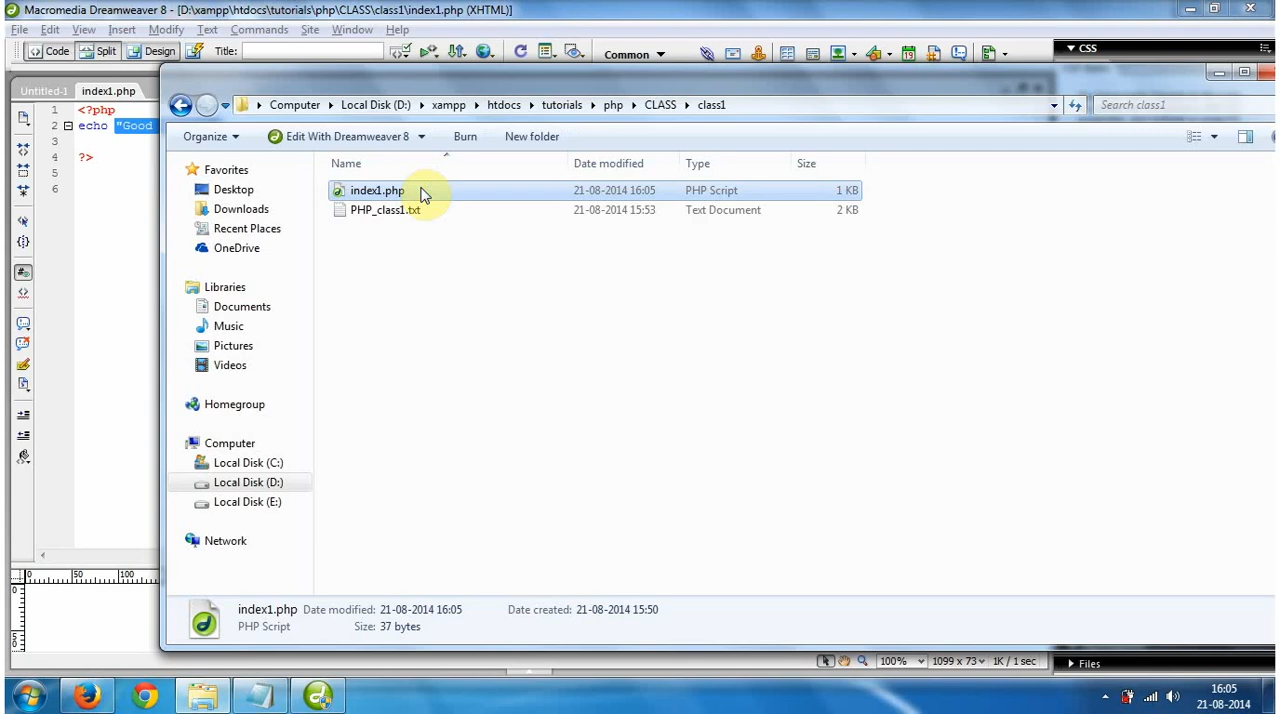 Macromedia Dreamweaver 8 - [D:\xampp\htdocs\tutorials\php\CLASS\class1\index1.php (XHTML)]
File Edit View Insert Modify Text Commands Site Window Help
Code Split Design Title: Common CSS
Untitled-1 index1.php
1 <?php
2 echo "Good
3
4 ?>
5
6
Computer Local Disk (D:) xampp htdocs tutorials php CLASS class1 Search class1
Organize Edit With Dreamweaver 8 Burn New folder
Name Date modified Type Size
index1.php 21-08-2014 16:05 PHP Script 1 KB
PHP_class1.txt 21-08-2014 15:53 Text Document 2 KB
Favorites
Desktop
Downloads
Recent Places
OneDrive
Libraries
Documents
Music
Pictures
Videos
Homegroup
Computer
Local Disk (C:)
Local Disk (D:)
Local Disk (E:)
Network
0 50 100
index1.php Date modified: 21-08-2014 16:05 Date created: 21-08-2014 15:50
PHP Script Size: 37 bytes
100% 1099 x 73 1K / 1 sec Files
16:05
21-08-2014